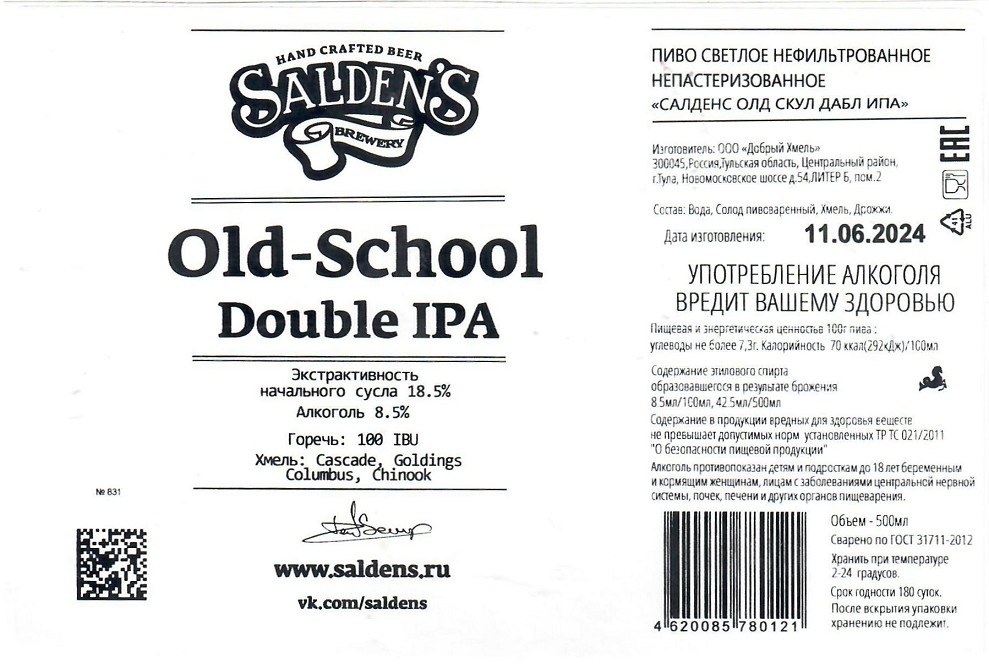 HAND CRAFTED BEER
SALDEN'S
BREWERY
Old-School
Double IPA
Экстрактивность
начального сусла 18.5%
Алкоголь 8.5%
Горечь: 100 IBU
Хмель: Cascade, Goldings
Columbus, Chinook
№ 831
www.saldens.ru
vk.com/saldens
ПИВО СВЕТЛОЕ НЕФИЛЬТРОВАННОЕ
НЕПАСТЕРИЗОВАННОЕ
«САЛДЕНС ОЛД СКУЛ ДАБЛ ИПА»
Изготовитель: ООО «Добрый Хмель»
300045,Россия,Тульская область, Центральный район,
г.Тула, Новомосковское шоссе д.54,ЛИТЕР Б, пом.2
EAC
Состав: Вода, Солод пивоваренный, Хмель, Дрожжи.
41
ALU
Дата изготовления: 11.06.2024
УПОТРЕБЛЕНИЕ АЛКОГОЛЯ
ВРЕДИТ ВАШЕМУ ЗДОРОВЬЮ
Пищевая и энергетическая ценностьв 100г пива :
углеводы не более 7,3г. Калорийность 70 ккал(292кДж)/100мл
Содержание этилового спирта
образовавшегося в результате брожения
8.5мл/100мл, 42.5мл/500мл
Содержание в продукции вредных для здоровья веществ
не превышает допустимых норм установленных ТР ТС 021/2011
"О безопасности пищевой продукции"
Алкоголь противопоказан детям и подросткам до 18 лет беременным
и кормящим женщинам, лицам с заболеваниями центральной нервной
системы, почек, печени и других органов пищеварения.
Объем - 500мл
Сварено по ГОСТ 31711-2012
Хранить при температуре
2-24 градусов.
Срок годности 180 суток.
После вскрытия упаковки
хранению не подлежит.
4 620085 780121